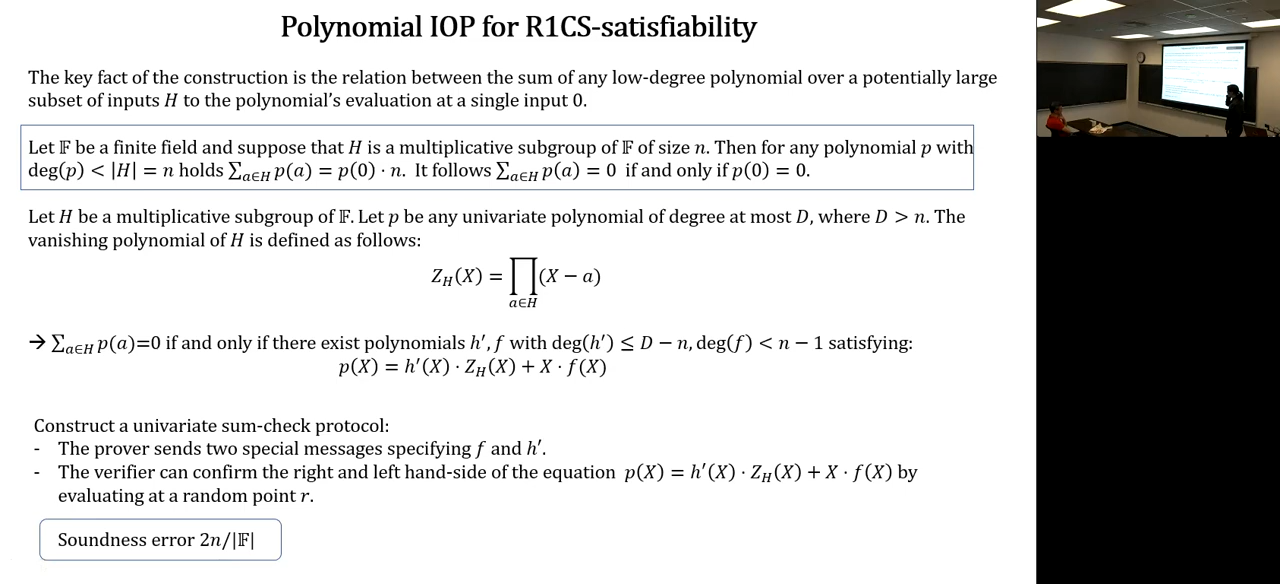 Polynomial IOP for R1CS-satisfiability
The key fact of the construction is the relation between the sum of any low-degree polynomial over a potentially large
subset of inputs H to the polynomial's evaluation at a single input 0.
Let 𝔽 be a finite field and suppose that H is a multiplicative subgroup of 𝔽 of size n. Then for any polynomial p with
deg(p) < |H| = n holds ∑ₐ∈H p(a) = p(0) · n. It follows ∑ₐ∈H p(a) = 0 if and only if p(0) = 0.
Let H be a multiplicative subgroup of 𝔽. Let p be any univariate polynomial of degree at most D, where D > n. The
vanishing polynomial of H is defined as follows:
Z_H(X) = ∏_{a∈H}(X − a)
→ ∑ₐ∈H p(a)=0 if and only if there exist polynomials h′, f with deg(h′) ≤ D − n, deg(f) < n − 1 satisfying:
p(X) = h′(X) · Z_H(X) + X · f(X)
Construct a univariate sum-check protocol:
- The prover sends two special messages specifying f and h′.
- The verifier can confirm the right and left hand-side of the equation p(X) = h′(X) · Z_H(X) + X · f(X) by
evaluating at a random point r.
Soundness error 2n/|𝔽|